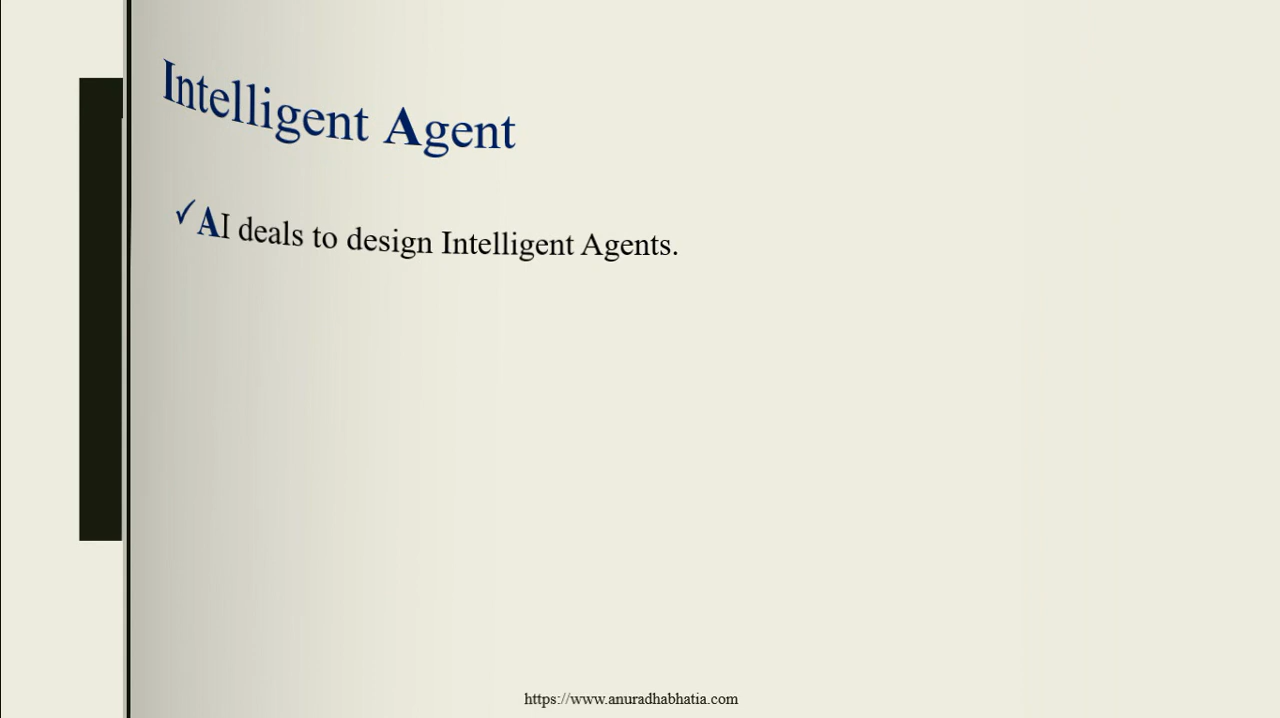 Intelligent Agent
✓AI deals to design Intelligent Agents.
https://www.anuradhabhatia.com